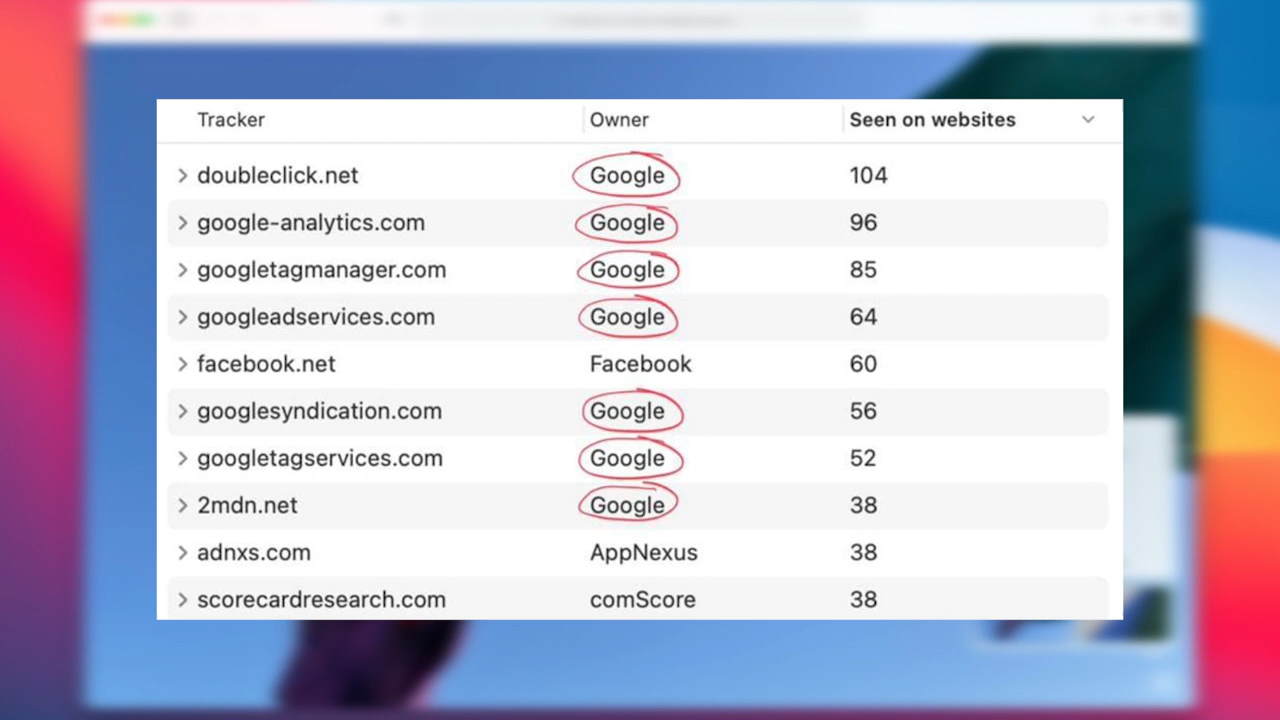 Tracker Owner Seen on websites
doubleclick.net Google 104
google-analytics.com Google 96
googletagmanager.com Google 85
googleadservices.com Google 64
facebook.net Facebook 60
googlesyndication.com Google 56
googletagservices.com Google 52
2mdn.net Google 38
adnxs.com AppNexus 38
scorecardresearch.com comScore 38